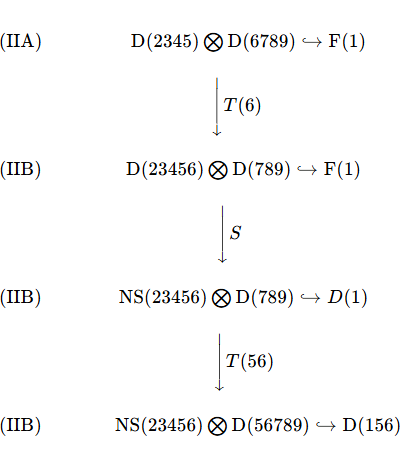 (IIA) D(2345) ⨂ D(6789) ↪ F(1)
T(6)
(IIB) D(23456) ⨂ D(789) ↪ F(1)
S
(IIB) NS(23456) ⨂ D(789) ↪ D(1)
T(56)
(IIB) NS(23456) ⨂ D(56789) ↪ D(156)